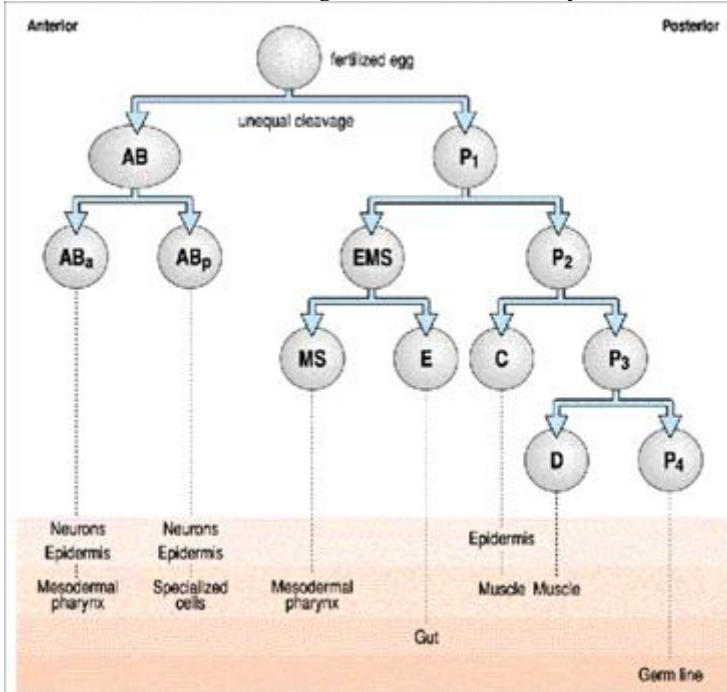 Anterior
Posterior
fertilized egg
unequal cleavage
AB
P1
ABa
ABp
EMS
P2
MS
E
C
P3
D
P4
Neurons
Epidermis
Mesodermal
pharynx
Neurons
Epidermis
Specialized
cells
Mesodermal
pharynx
Gut
Epidermis
Muscle Muscle
Germ line